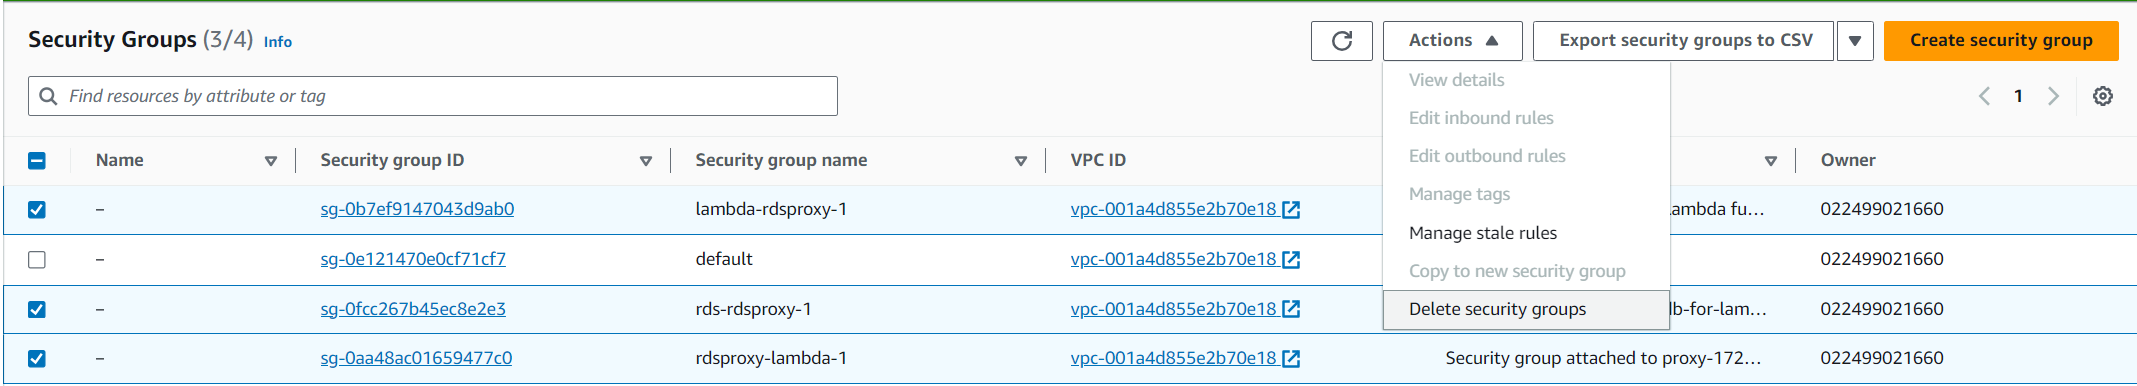 Security Groups (3/4) Info
Actions
Export security groups to CSV
Create security group
Find resources by attribute or tag
1
View details
Edit inbound rules
Edit outbound rules
Manage tags
Manage stale rules
Copy to new security group
Delete security groups
Name Security group ID Security group name VPC ID Owner
– sg-0b7ef9147043d9ab0 lambda-rdsproxy-1 vpc-001a4d855e2b70e18 lambda fu... 022499021660
– sg-0e121470e0cf71cf7 default vpc-001a4d855e2b70e18 022499021660
– sg-0fcc267b45ec8e2e3 rds-rdsproxy-1 vpc-001a4d855e2b70e18 db-for-lam... 022499021660
– sg-0aa48ac01659477c0 rdsproxy-lambda-1 vpc-001a4d855e2b70e18 Security group attached to proxy-172... 022499021660